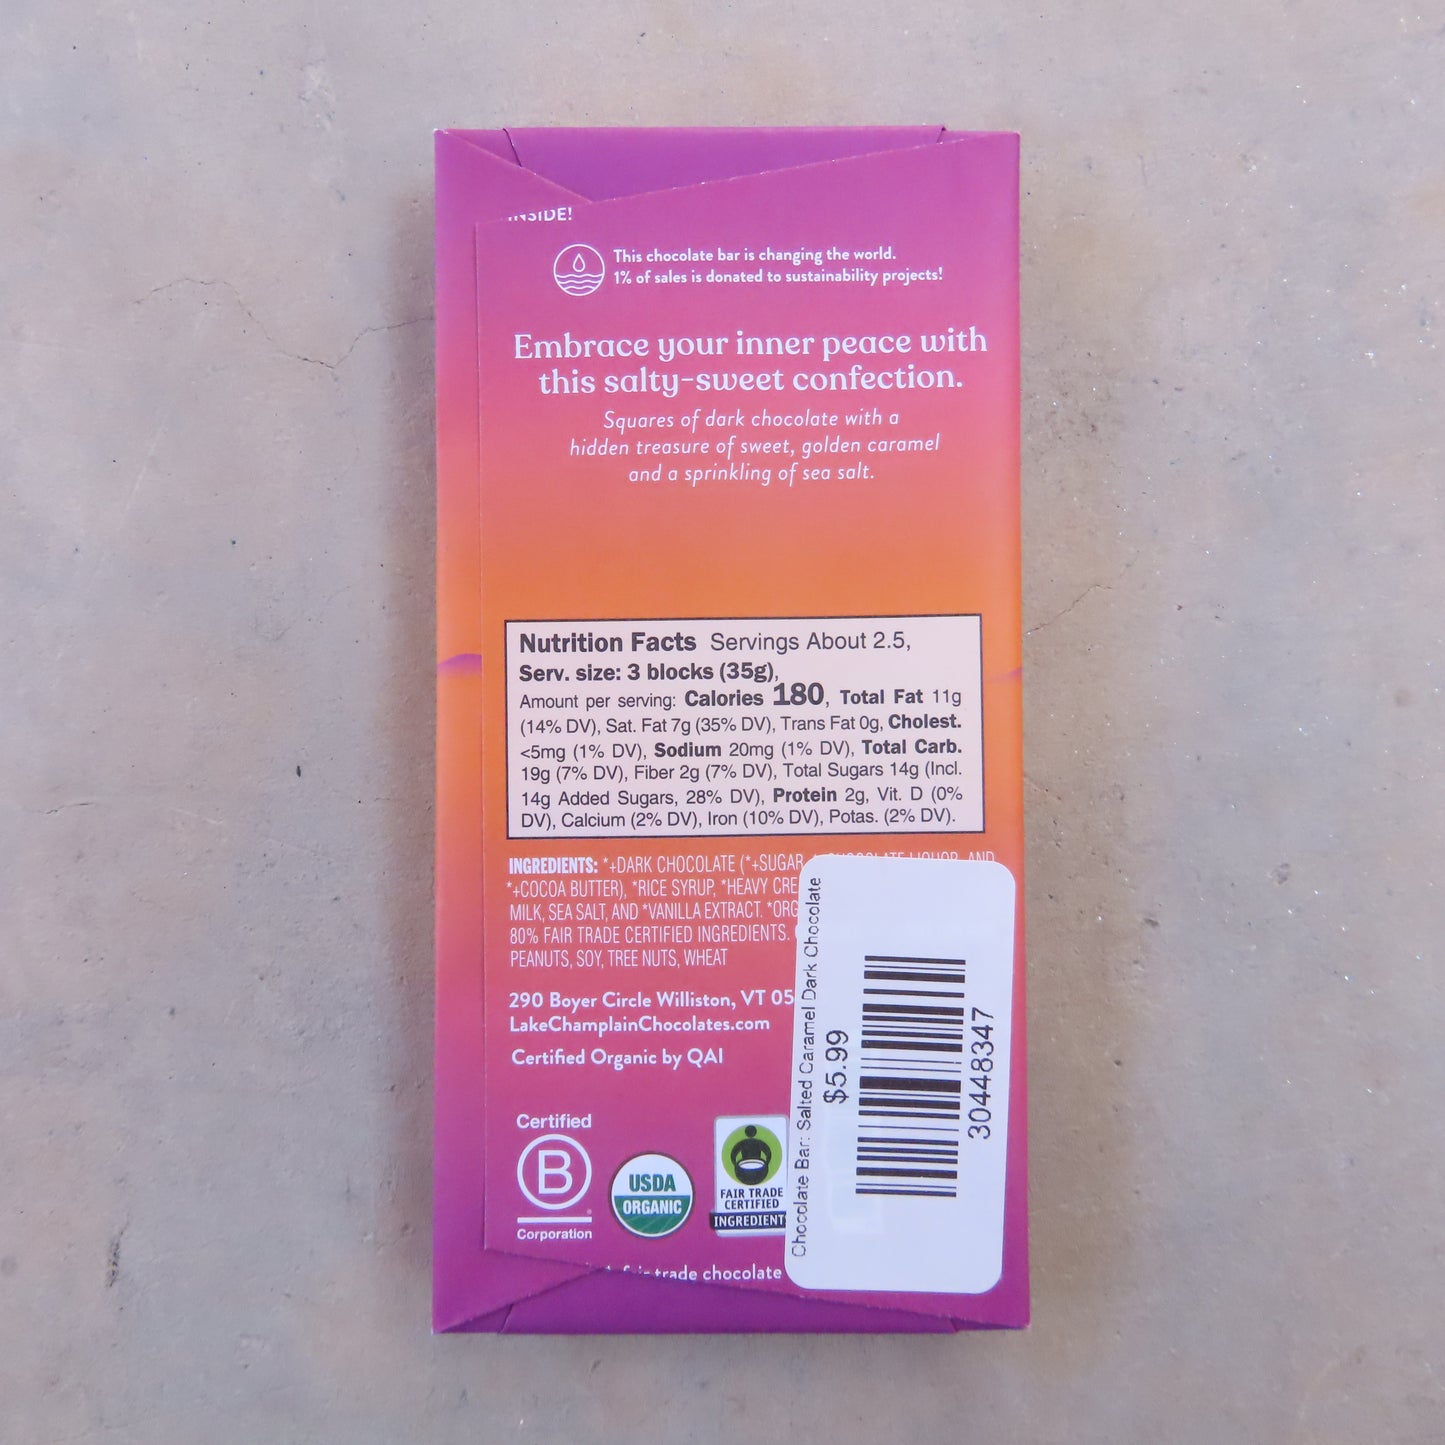 INSIDE!
This chocolate bar is changing the world.
1% of sales is donated to sustainability projects!
Embrace your inner peace with
this salty-sweet confection.
Squares of dark chocolate with a
hidden treasure of sweet, golden caramel
and a sprinkling of sea salt.
Nutrition Facts Servings About 2.5,
Serv. size: 3 blocks (35g),
Amount per serving: Calories 180, Total Fat 11g
(14% DV), Sat. Fat 7g (35% DV), Trans Fat 0g, Cholest.
<5mg (1% DV), Sodium 20mg (1% DV), Total Carb.
19g (7% DV), Fiber 2g (7% DV), Total Sugars 14g (Incl.
14g Added Sugars, 28% DV), Protein 2g, Vit. D (0%
DV), Calcium (2% DV), Iron (10% DV), Potas. (2% DV).
INGREDIENTS: *+DARK CHOCOLATE (*+SUGAR, CHOCOLATE LIQUOR, AND
*+COCOA BUTTER), *RICE SYRUP, *HEAVY
MILK, SEA SALT, AND *VANILLA EXTRACT.
80% FAIR TRADE CERTIFIED INGREDIENTS.
PEANUTS, SOY, TREE NUTS, WHEAT
290 Boyer Circle Williston, VT 05
LakeChamplainChocolates.com
Certified Organic by QAI
Certified
B
Corporation
USDA
ORGANIC
FAIR TRADE
CERTIFIED
INGREDIENT
trade chocolate
Chocolate Bar: Salted Caramel Dark Chocolate
$5.99
30448347